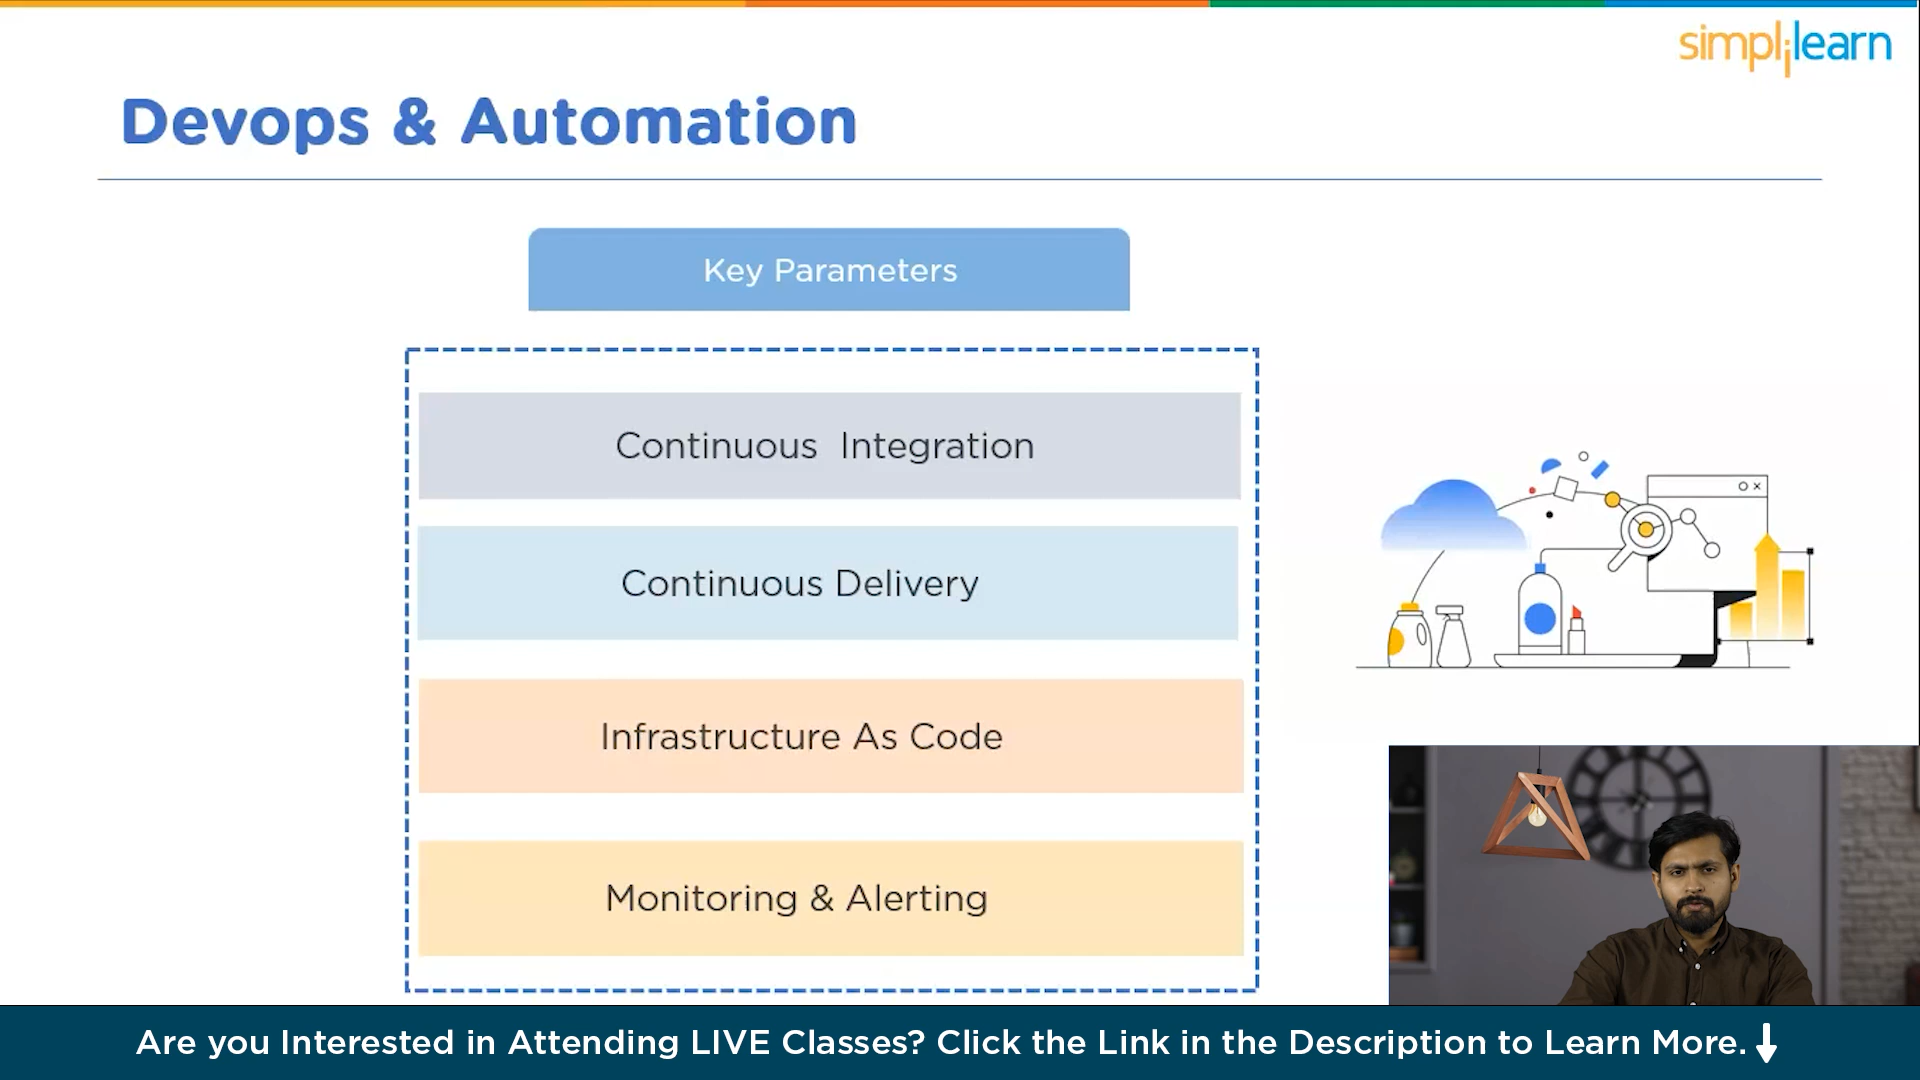 simplilearn
Devops & Automation
Key Parameters
Continuous Integration
Continuous Delivery
Infrastructure As Code
Monitoring & Alerting
Are you Interested in Attending LIVE Classes? Click the Link in the Description to Learn More.